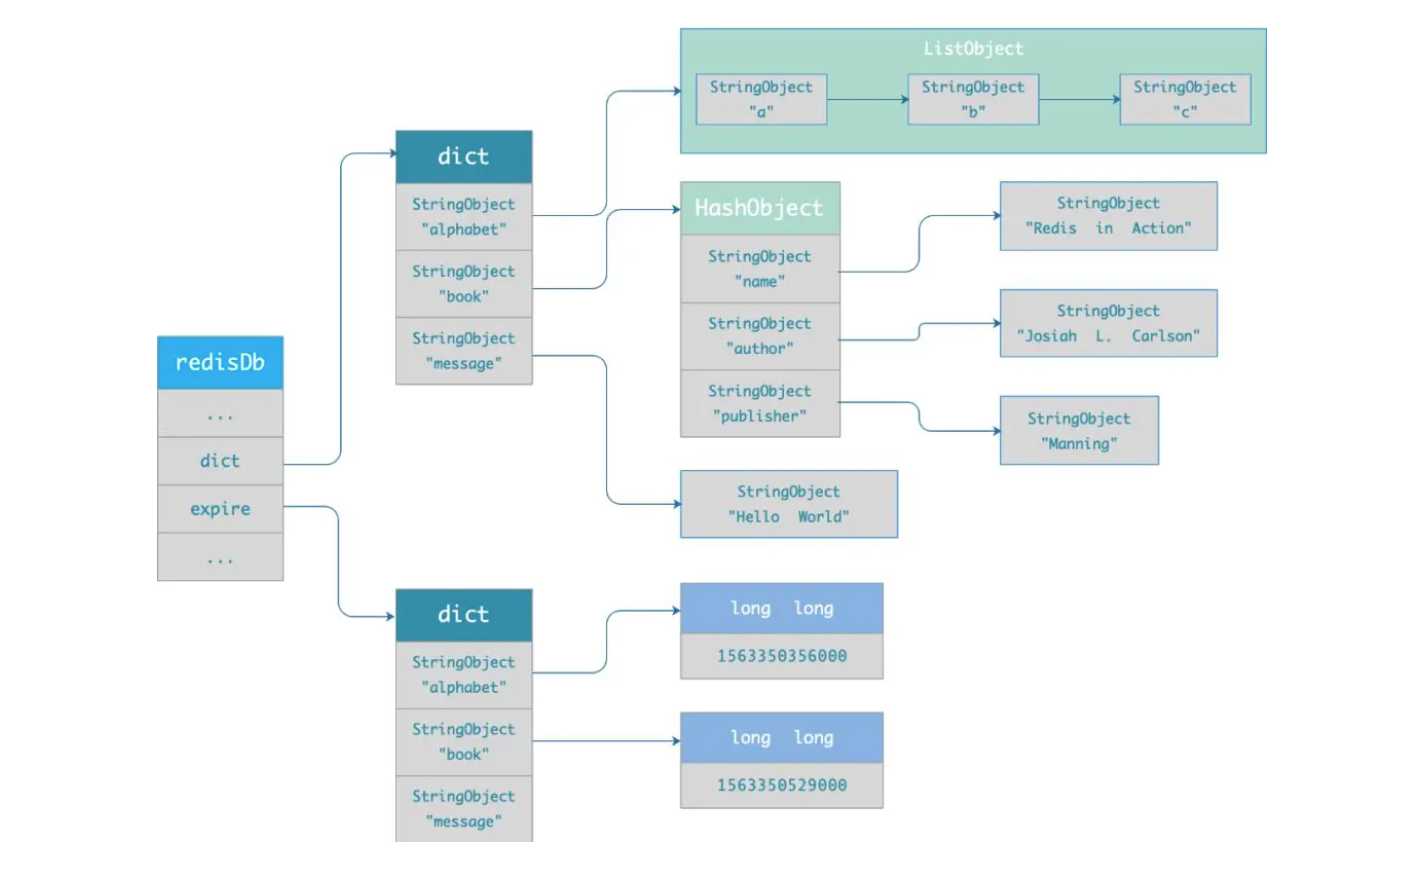 ListObject
StringObject
"a"
StringObject
"b"
StringObject
"c"
dict
StringObject
"alphabet"
StringObject
"book"
StringObject
"message"
HashObject
StringObject
"name"
StringObject
"author"
StringObject
"publisher"
StringObject
"Redis in Action"
StringObject
"Josiah L. Carlson"
StringObject
"Manning"
redisDb
...
dict
expire
...
StringObject
"Hello World"
dict
StringObject
"alphabet"
StringObject
"book"
StringObject
"message"
long long
1563350356000
long long
1563350529000